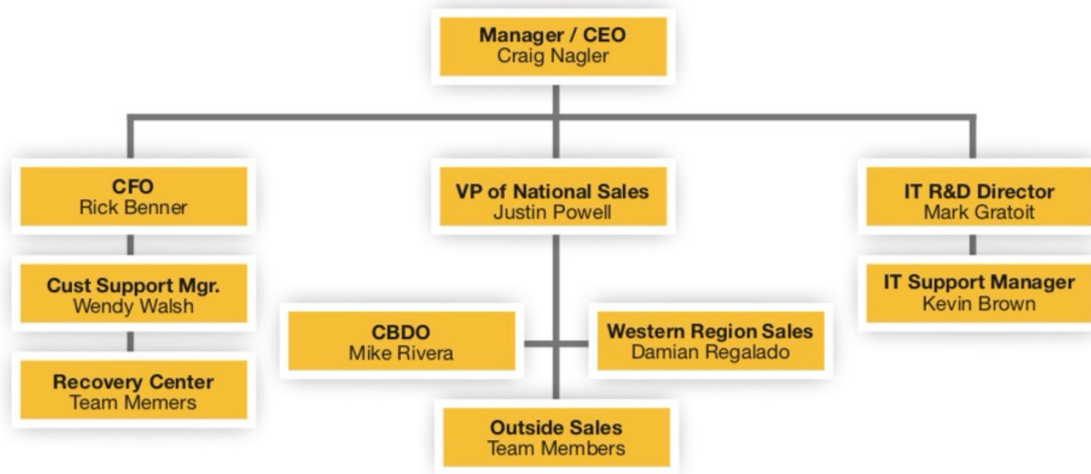 Manager / CEO
Craig Nagler
CFO
Rick Benner
VP of National Sales
Justin Powell
IT R&D Director
Mark Gratoit
Cust Support Mgr.
Wendy Walsh
IT Support Manager
Kevin Brown
CBDO
Mike Rivera
Western Region Sales
Damian Regalado
Recovery Center
Team Memers
Outside Sales
Team Members